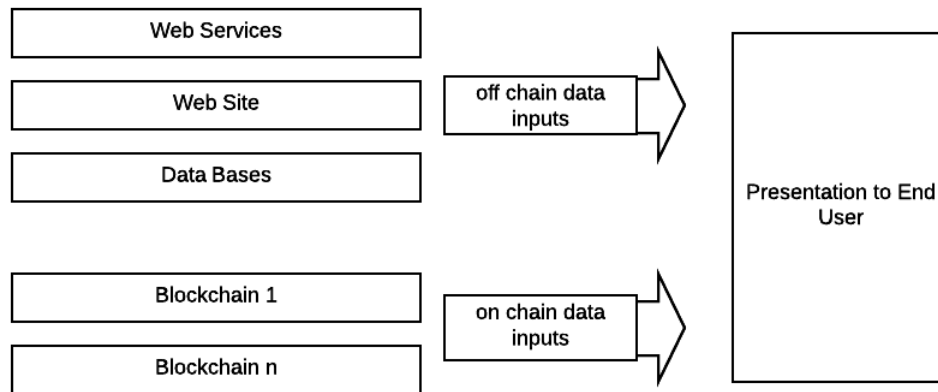 Web Services
Web Site
Data Bases
off chain data
inputs
Blockchain 1
Blockchain n
on chain data
inputs
Presentation to End
User